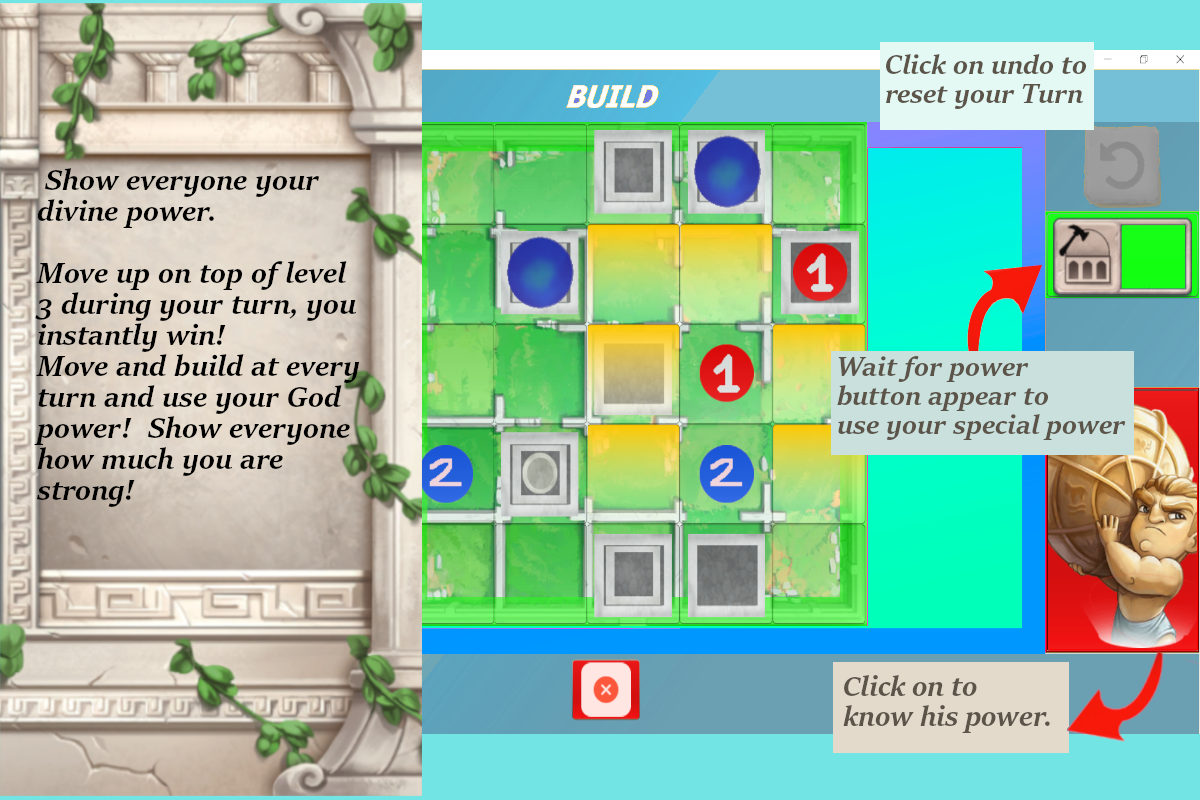 Show everyone your
divine power.
Move up on top of level
3 during your turn, you
instantly win!
Move and build at every
turn and use your God
power! Show everyone
how much you are
strong!
BUILD
Click on undo to
reset your Turn
1
1
2
2
Wait for power
button appear to
use your special power
Click on to
know his power.